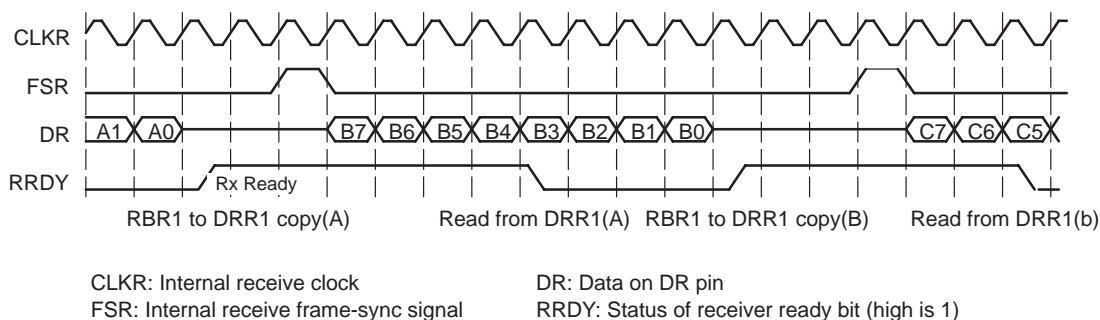 CLKR
FSR
DR A1 A0 B7 B6 B5 B4 B3 B2 B1 B0 C7 C6 C5
RRDY Rx Ready
RBR1 to DRR1 copy(A) Read from DRR1(A) RBR1 to DRR1 copy(B) Read from DRR1(b)
CLKR: Internal receive clock DR: Data on DR pin
FSR: Internal receive frame-sync signal RRDY: Status of receiver ready bit (high is 1)